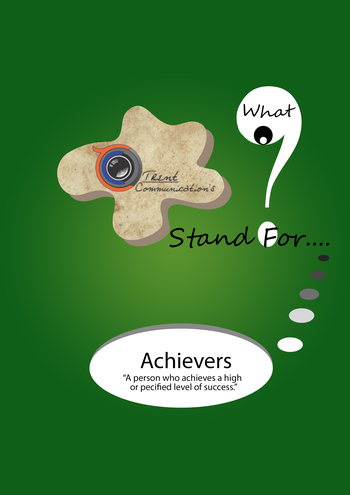 What
Trent
Communication's
Stand For....
Achievers
“A person who achieves a high
or pecified level of success.”